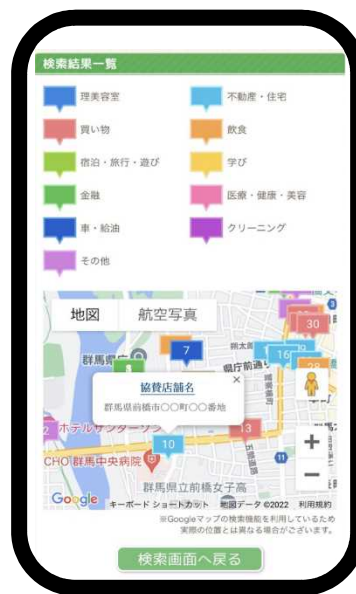 検索結果一覧
理美容室
不動産・住宅
買い物
飲食
宿泊・旅行・遊び
学び
金融
医療・健康・美容
車・給油
クリーニング
その他
地図
航空写真
30
7
16
県庁前通り
協賛店舗名
群馬県前橋市○○町○○番地
×
ホテルサンダーソン
10
13
CHO 群馬中央病院
11
群馬県立前橋女子高
+
−
Google
キーボード ショートカット
地図データ ©2022
利用規約
※Googleマップの検索機能を利用しているため
実際の位置とは異なる場合がございます。
検索画面へ戻る